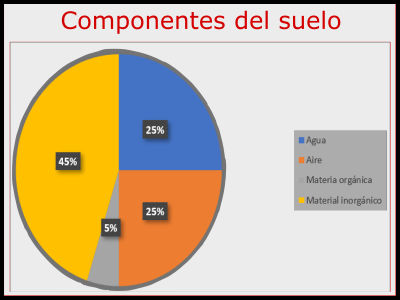 Componentes del suelo
25%
45%
25%
5%
Agua
Aire
Materia orgánica
Material inorgánico